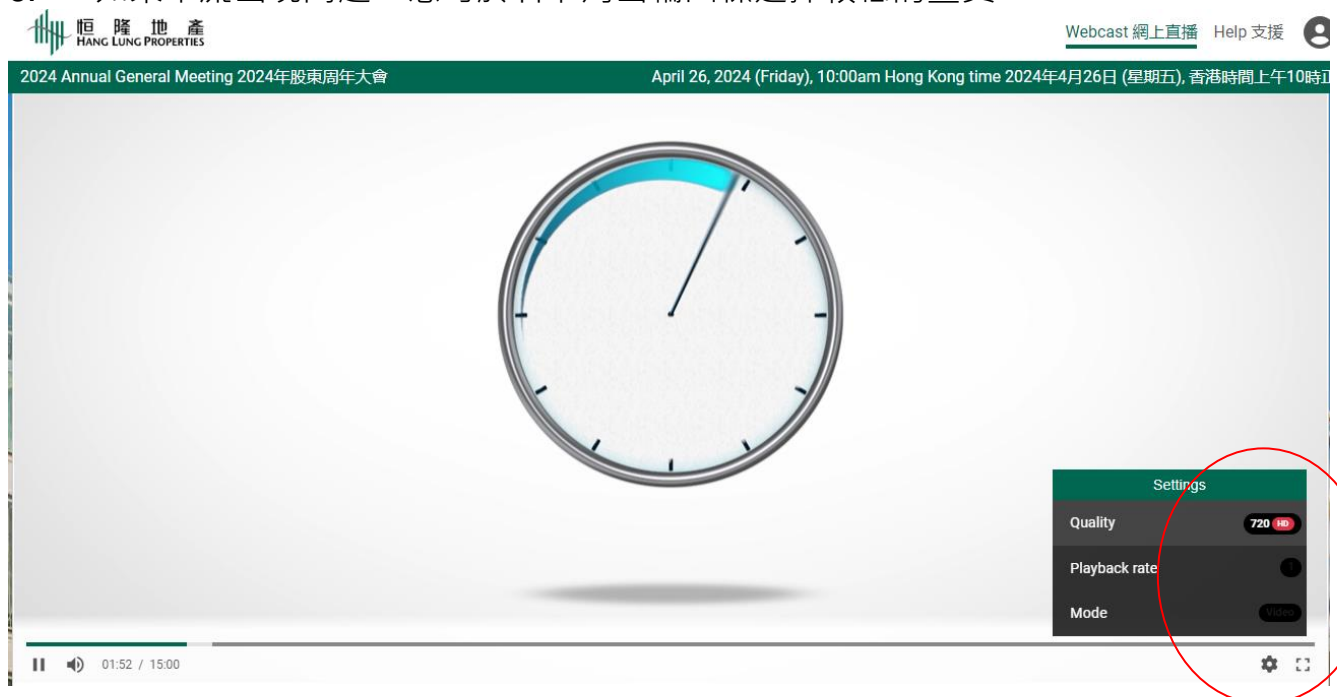 恒隆地產
HANG LUNG PROPERTIES
Webcast 網上直播 Help 支援
2024 Annual General Meeting 2024年股東周年大會
April 26, 2024 (Friday), 10:00am Hong Kong time 2024年4月26日 (星期五), 香港時間上午10時
Settings
Quality 720 HD
Playback rate 1
Mode Video
01:52 / 15:00